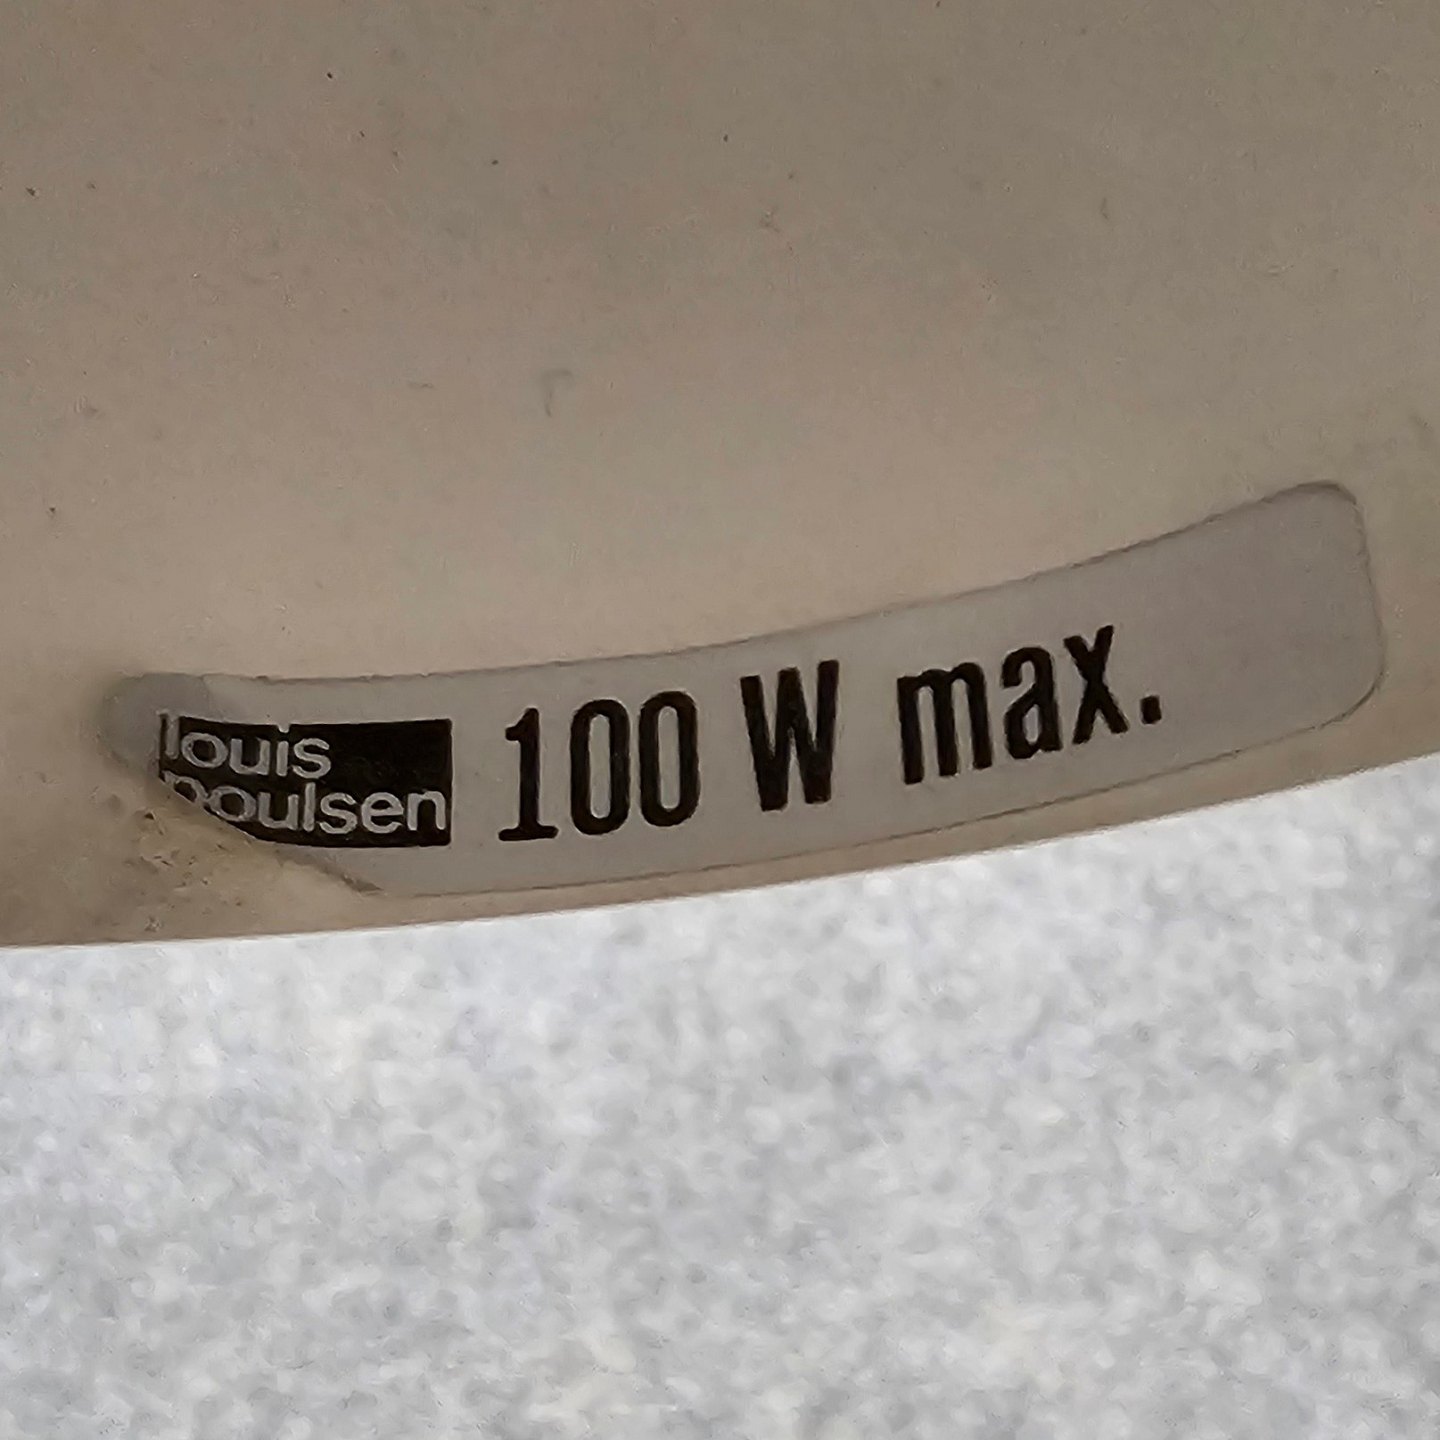 louis
poulsen
100 W max.